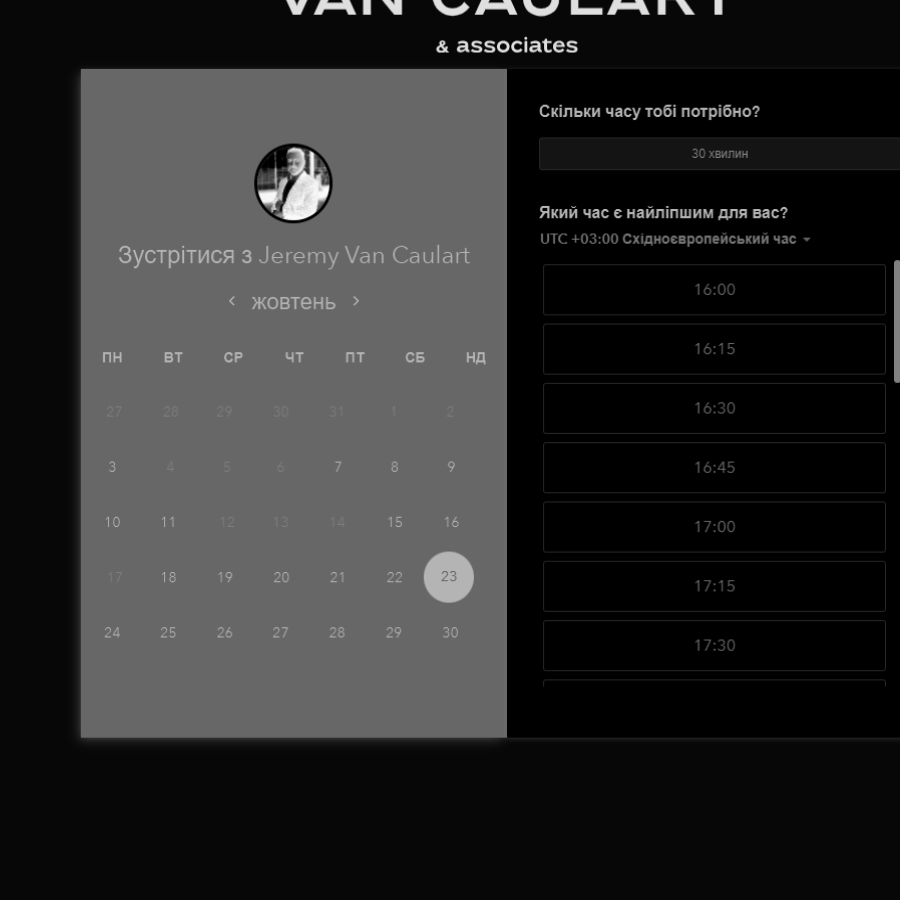 VAN CAULART
& associates
Зустрітися з Jeremy Van Caulart
жовтень
ПН ВТ СР ЧТ ПТ СБ НД
27 28 29 30 31 1 2
3 4 5 6 7 8 9
10 11 12 13 14 15 16
17 18 19 20 21 22 23
24 25 26 27 28 29 30
Скільки часу тобі потрібно?
30 хвилин
Який час є найліпшим для вас?
UTC +03:00 Східноєвропейський час
16:00
16:15
16:30
16:45
17:00
17:15
17:30